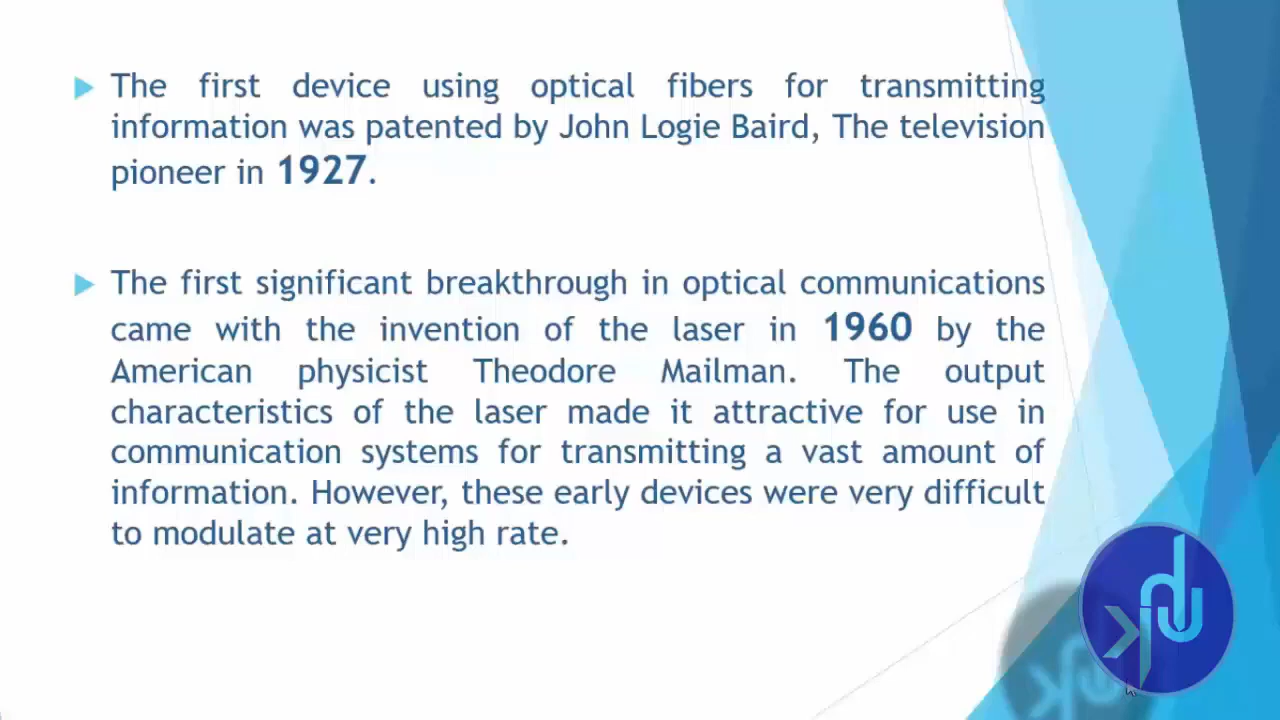 The first device using optical fibers for transmitting
information was patented by John Logie Baird, The television
pioneer in 1927.
The first significant breakthrough in optical communications
came with the invention of the laser in 1960 by the
American physicist Theodore Mailman. The output
characteristics of the laser made it attractive for use in
communication systems for transmitting a vast amount of
information. However, these early devices were very difficult
to modulate at very high rate.